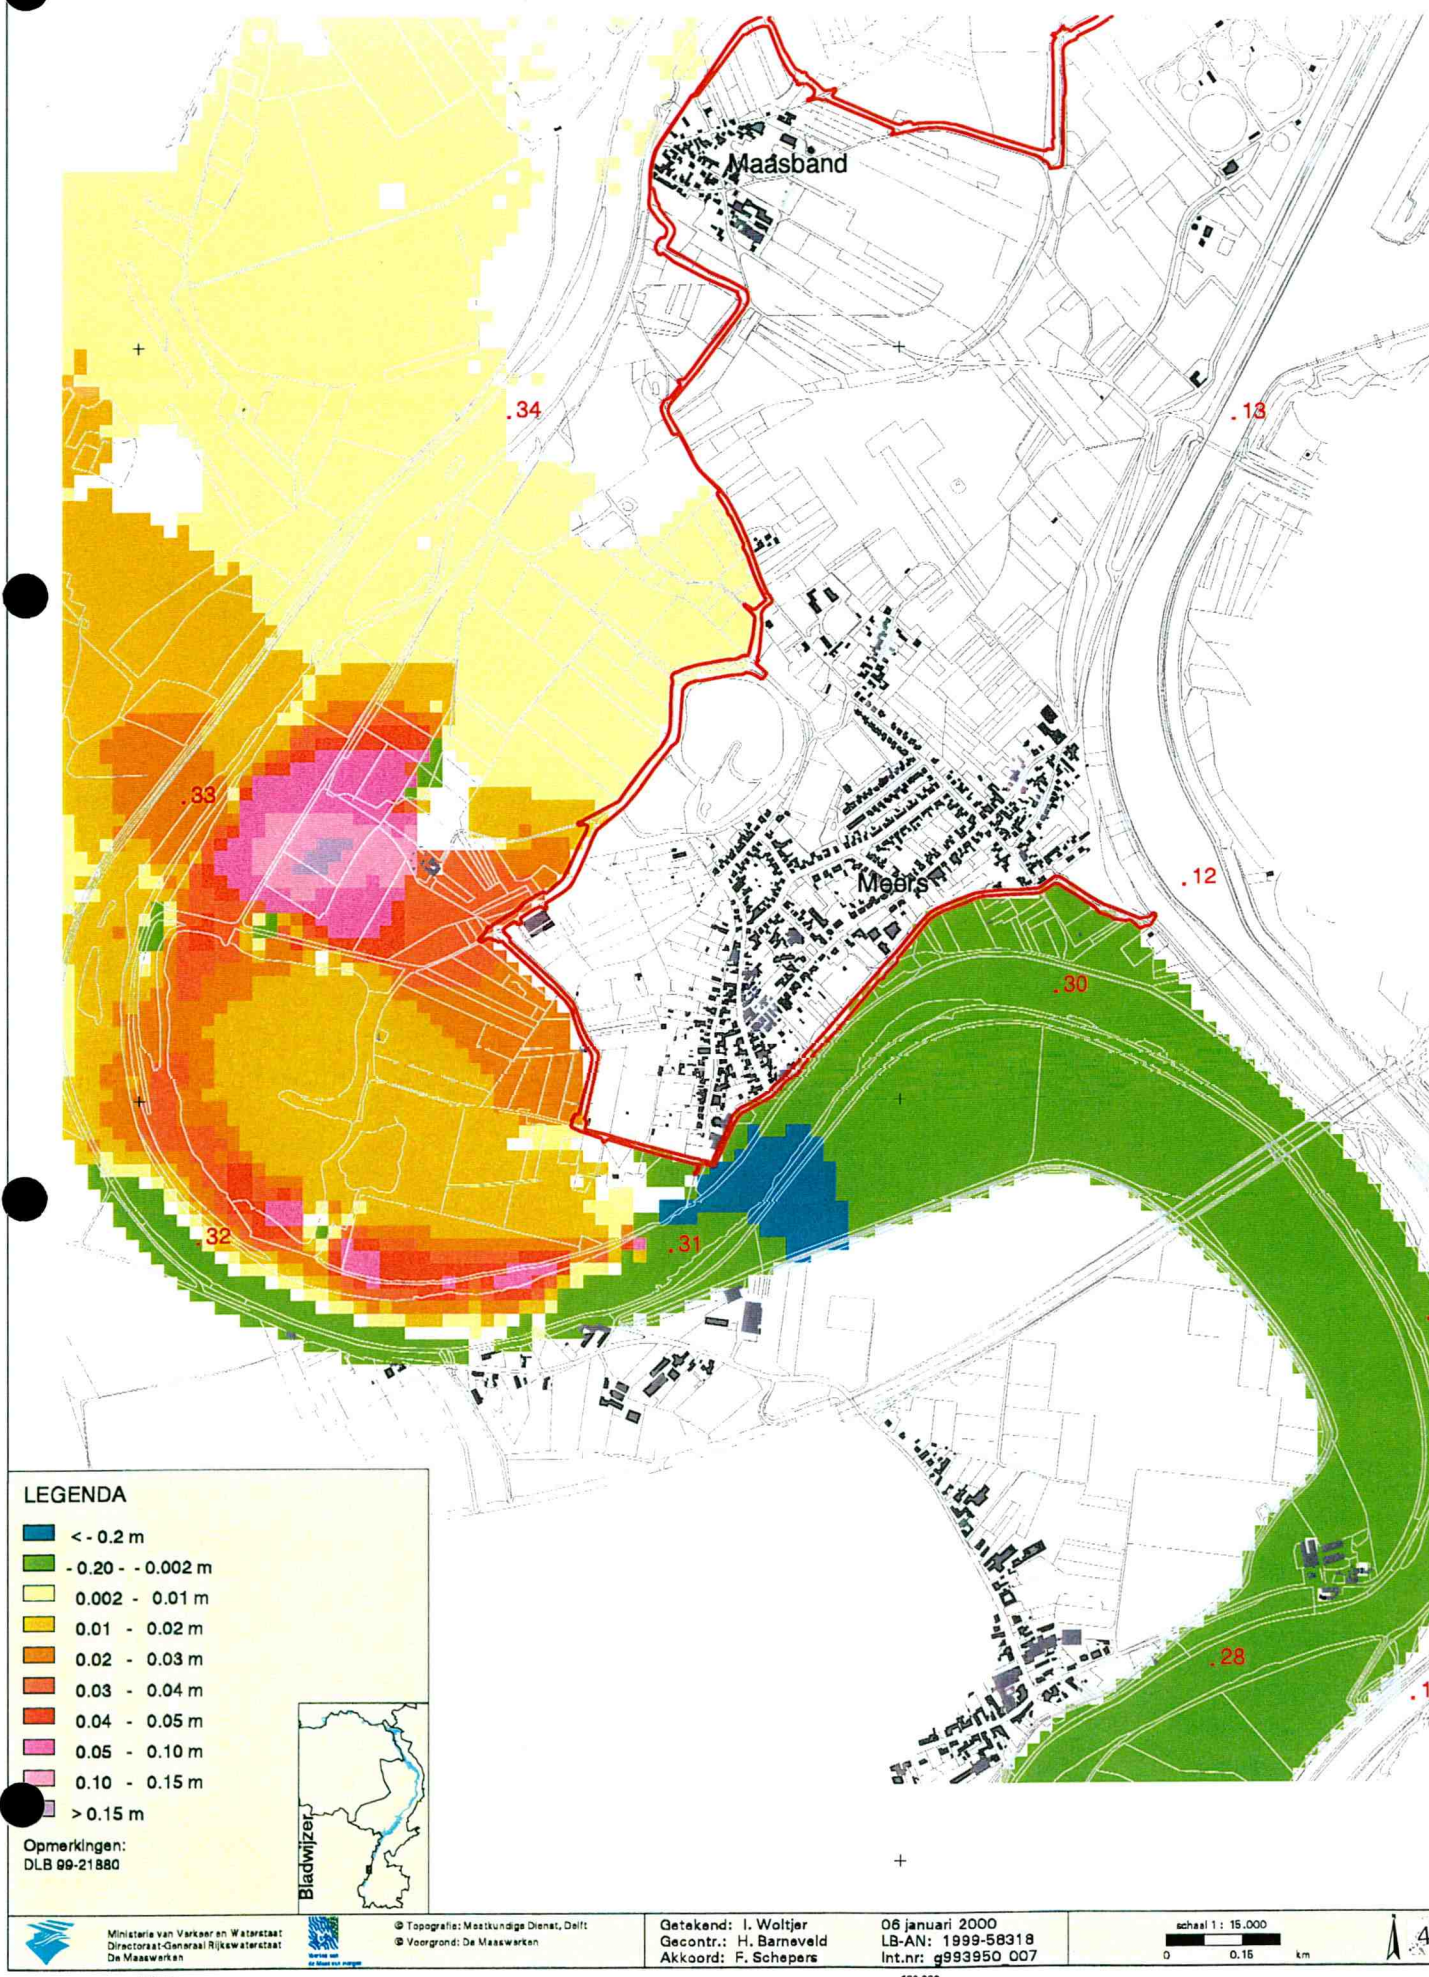 Maasband
.34
.13
.33
Meers
.12
.30
.32
.31
.28
LEGENDA
< - 0.2 m
- 0.20 - - 0.002 m
0.002 - 0.01 m
0.01 - 0.02 m
0.02 - 0.03 m
0.03 - 0.04 m
0.04 - 0.05 m
0.05 - 0.10 m
0.10 - 0.15 m
> 0.15 m
Opmerkingen:
DLB 99-21880
Bladwijzer
Ministerie van Verkeer en Waterstaat
Directoraat-Generaal Rijkswaterstaat
De Maaswerken
© Topografie: Meetkundige Dienst, Delft
© Voorgrond: De Maaswerken
Getekend: I. Woltjer
Gecontr.: H. Barneveld
Akkoord: F. Schepers
06 januari 2000
LB-AN: 1999-58318
Int.nr: g993950_007
schaal 1 : 15.000
0 0.15 km